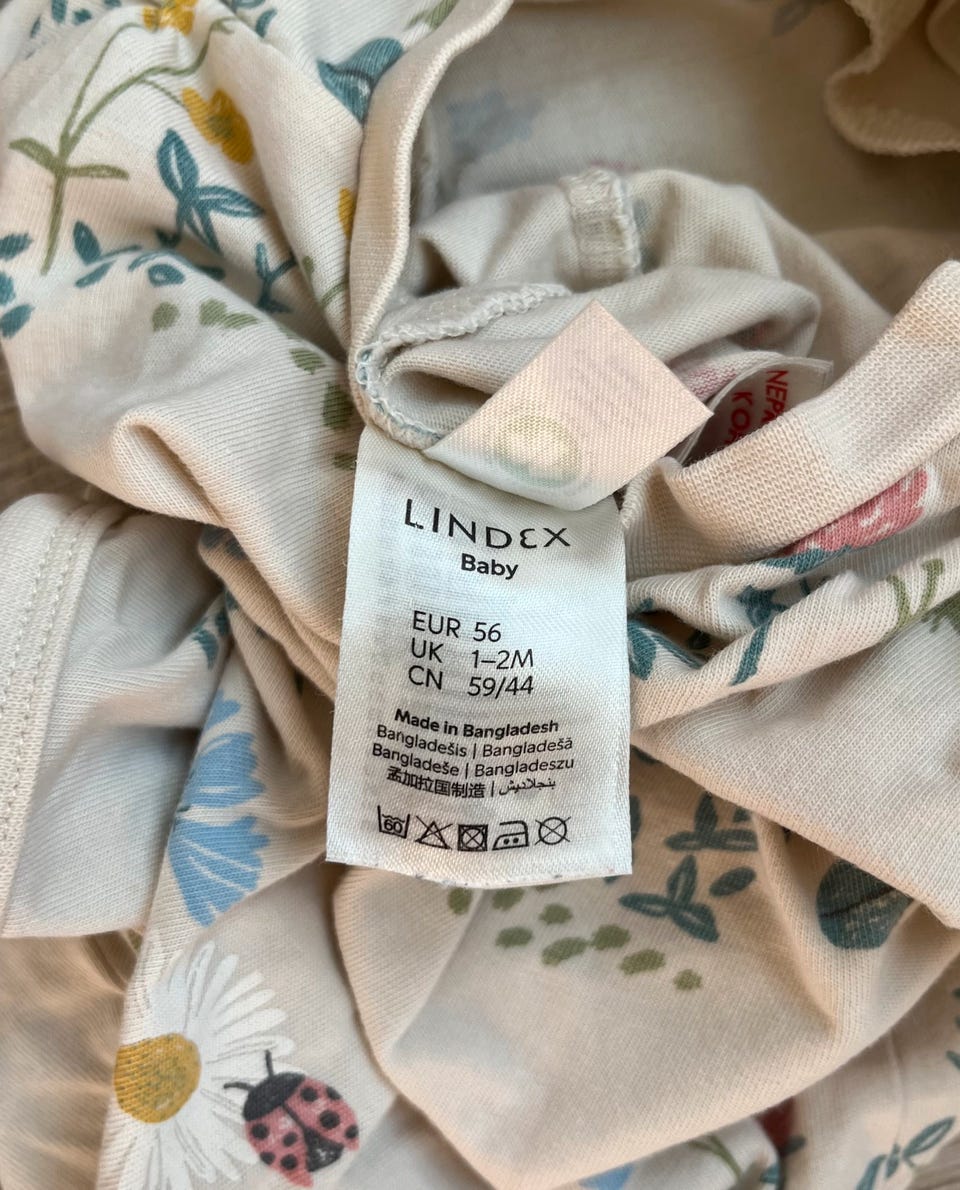 LINDEX
Baby
EUR 56
UK 1–2M
CN 59/44
Made in Bangladesh
Bangladešis | Bangladešā
Bangladeše | Bangladeszu
孟加拉国制造 | بنجلاديش
60